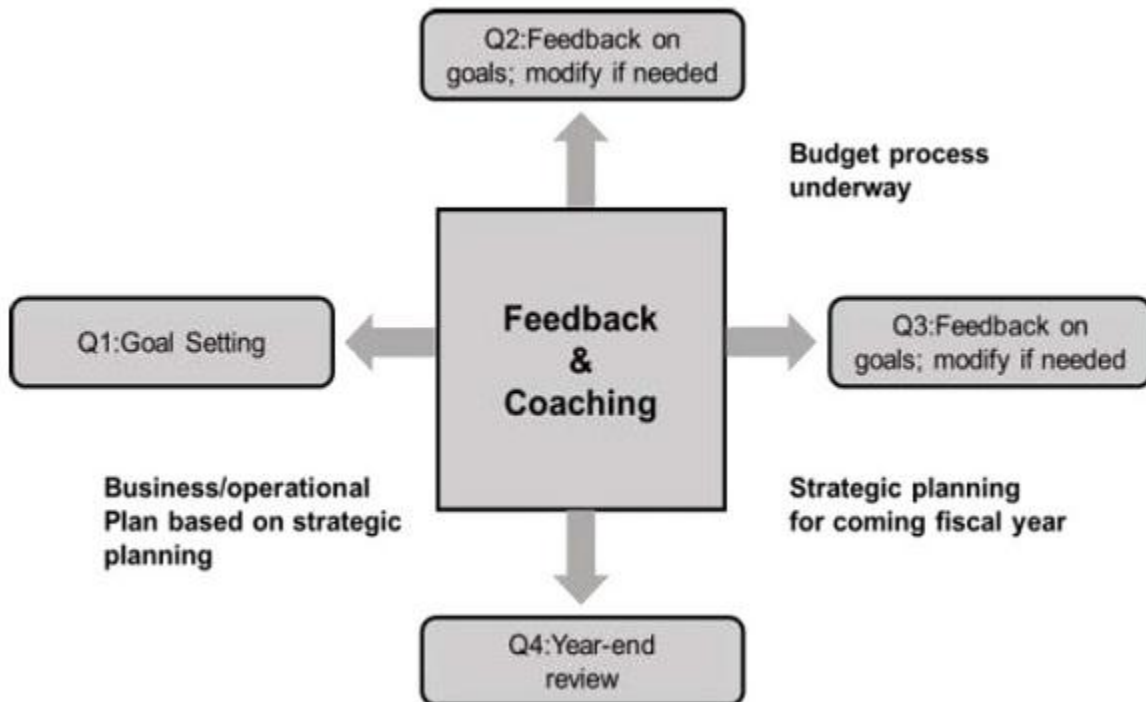 Q2:Feedback on
goals; modify if needed
Budget process
underway
Feedback
&
Coaching
Q1:Goal Setting
Q3:Feedback on
goals; modify if needed
Business/operational
Plan based on strategic
planning
Strategic planning
for coming fiscal year
Q4:Year-end
review